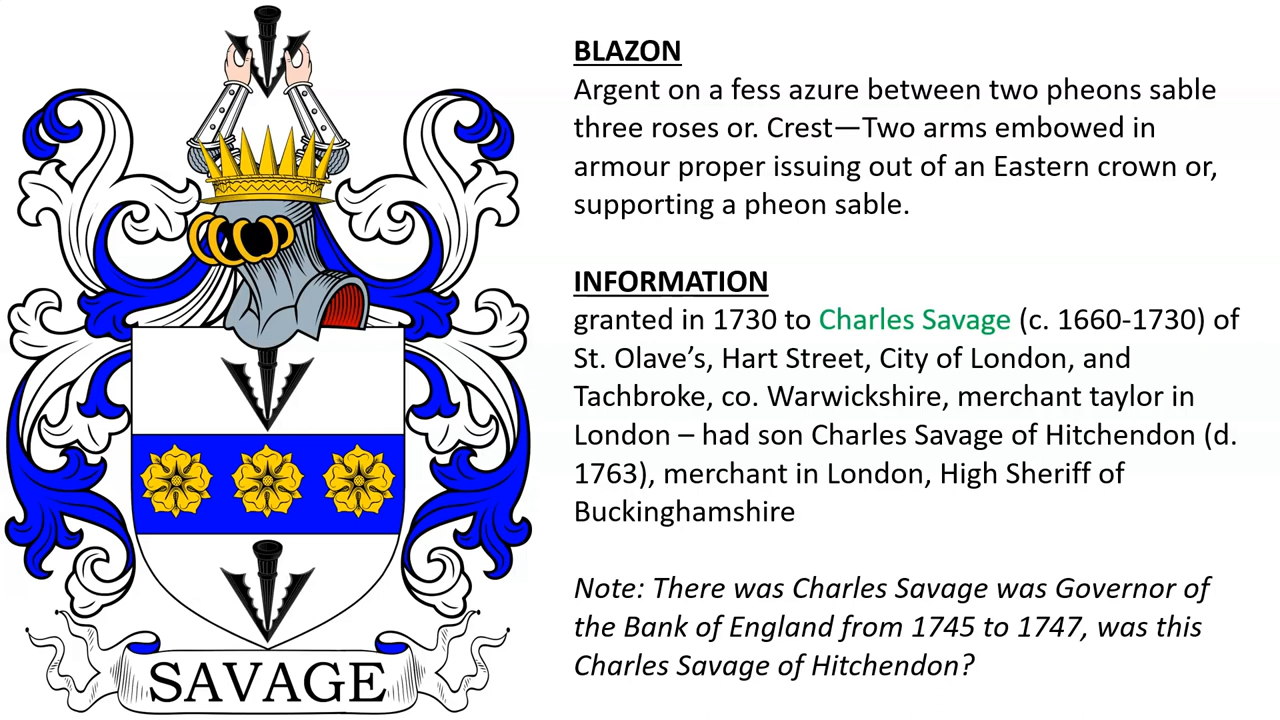 BLAZON
Argent on a fess azure between two pheons sable
three roses or. Crest—Two arms embowed in
armour proper issuing out of an Eastern crown or,
supporting a pheon sable.
INFORMATION
granted in 1730 to Charles Savage (c. 1660-1730) of
St. Olave’s, Hart Street, City of London, and
Tachbroke, co. Warwickshire, merchant taylor in
London – had son Charles Savage of Hitchendon (d.
1763), merchant in London, High Sheriff of
Buckinghamshire
Note: There was Charles Savage was Governor of
the Bank of England from 1745 to 1747, was this
Charles Savage of Hitchendon?
SAVAGE